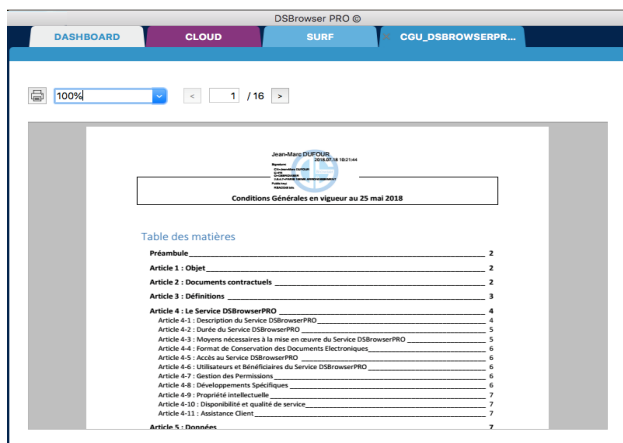 DSBrowser PRO ©
DASHBOARD CLOUD SURF CGU_DSBROWSERPR...
100% < 1 / 16 >
Jean-Marc DUFOUR
2018.07.18 18:21:44
Conditions Générales en vigueur au 25 mai 2018
Table des matières
Préambule 2
Article 1 : Objet 2
Article 2 : Documents contractuels 2
Article 3 : Définitions 3
Article 4 : Le Service DSBrowserPRO 4
Article 4-1 : Description du Service DSBrowserPRO 4
Article 4-2 : Durée du Service DSBrowserPRO 5
Article 4-3 : Moyens nécessaires à la mise en œuvre du Service DSBrowserPRO 5
Article 4-4 : Format de Conservation des Documents Electroniques 6
Article 4-5 : Accès au Service DSBrowserPRO 6
Article 4-6 : Utilisateurs et Bénéficiaires du Service DSBrowserPRO 6
Article 4-7 : Gestion des Permissions 6
Article 4-8 : Développements Spécifiques 6
Article 4-9 : Propriété intellectuelle 7
Article 4-10 : Disponibilité et qualité de service 7
Article 4-11 : Assistance Client 7
Article 5 : Données 7